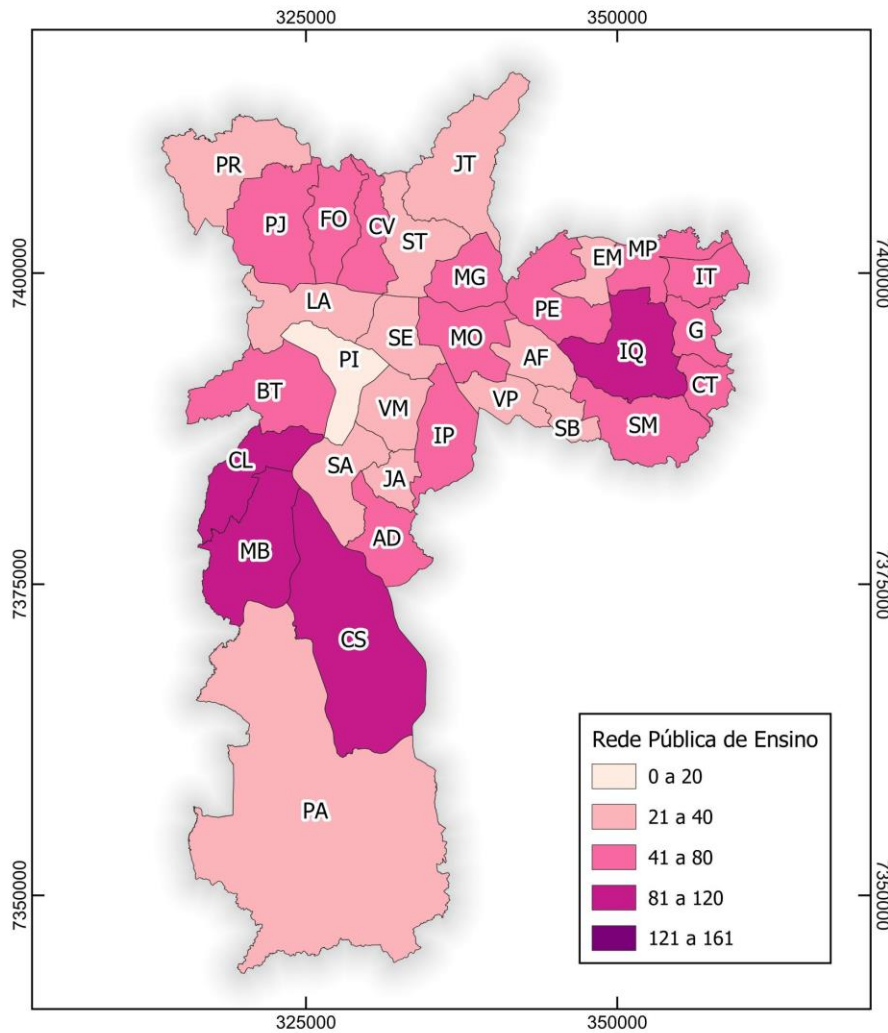 325000
350000
7400000
7400000
7375000
7375000
7350000
7350000
PR
JT
PJ
FO
CV
ST
MG
EM
MP
IT
LA
SE
MO
PE
G
IQ
AF
CT
PI
BT
VM
IP
VP
SB
SM
CL
SA
JA
AD
MB
CS
PA
Rede Pública de Ensino
0 a 20
21 a 40
41 a 80
81 a 120
121 a 161
325000
350000